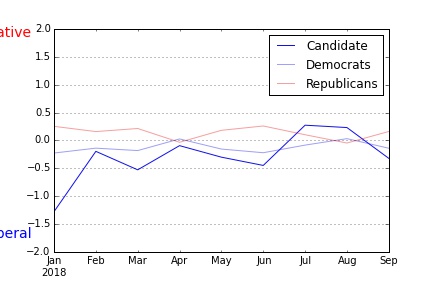 ative
2.0
1.5
1.0
0.5
0.0
−0.5
−1.0
−1.5
−2.0
beral
Candidate
Democrats
Republicans
Jan Feb Mar Apr May Jun Jul Aug Sep
2018